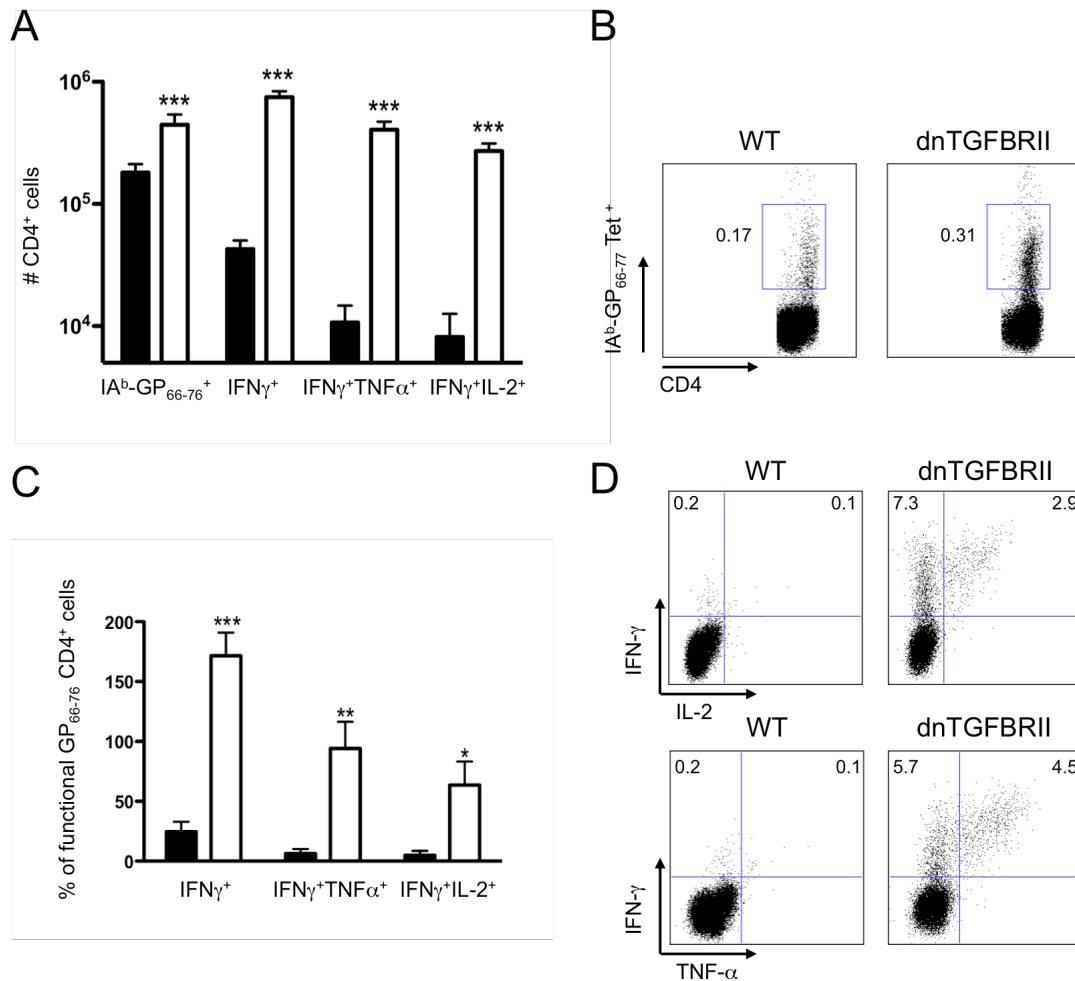 A
10⁶
10⁵
10⁴
# CD4⁺ cells
*** *** *** ***
IAᵇ-GP₆₆₋₇₆⁺ IFNγ⁺ IFNγ⁺TNFα⁺ IFNγ⁺IL-2⁺
B
WT dnTGFBRII
IAᵇ-GP₆₆₋₇₇ Tet⁺
0.17 0.31
CD4
C
% of functional GP₆₆₋₇₆ CD4⁺ cells
200
150
100
50
0
*** ** *
IFNγ⁺ IFNγ⁺TNFα⁺ IFNγ⁺IL-2⁺
D
WT dnTGFBRII
0.2 0.1 7.3 2.9
IFN-γ
IL-2
WT dnTGFBRII
0.2 0.1 5.7 4.5
IFN-γ
TNF-α